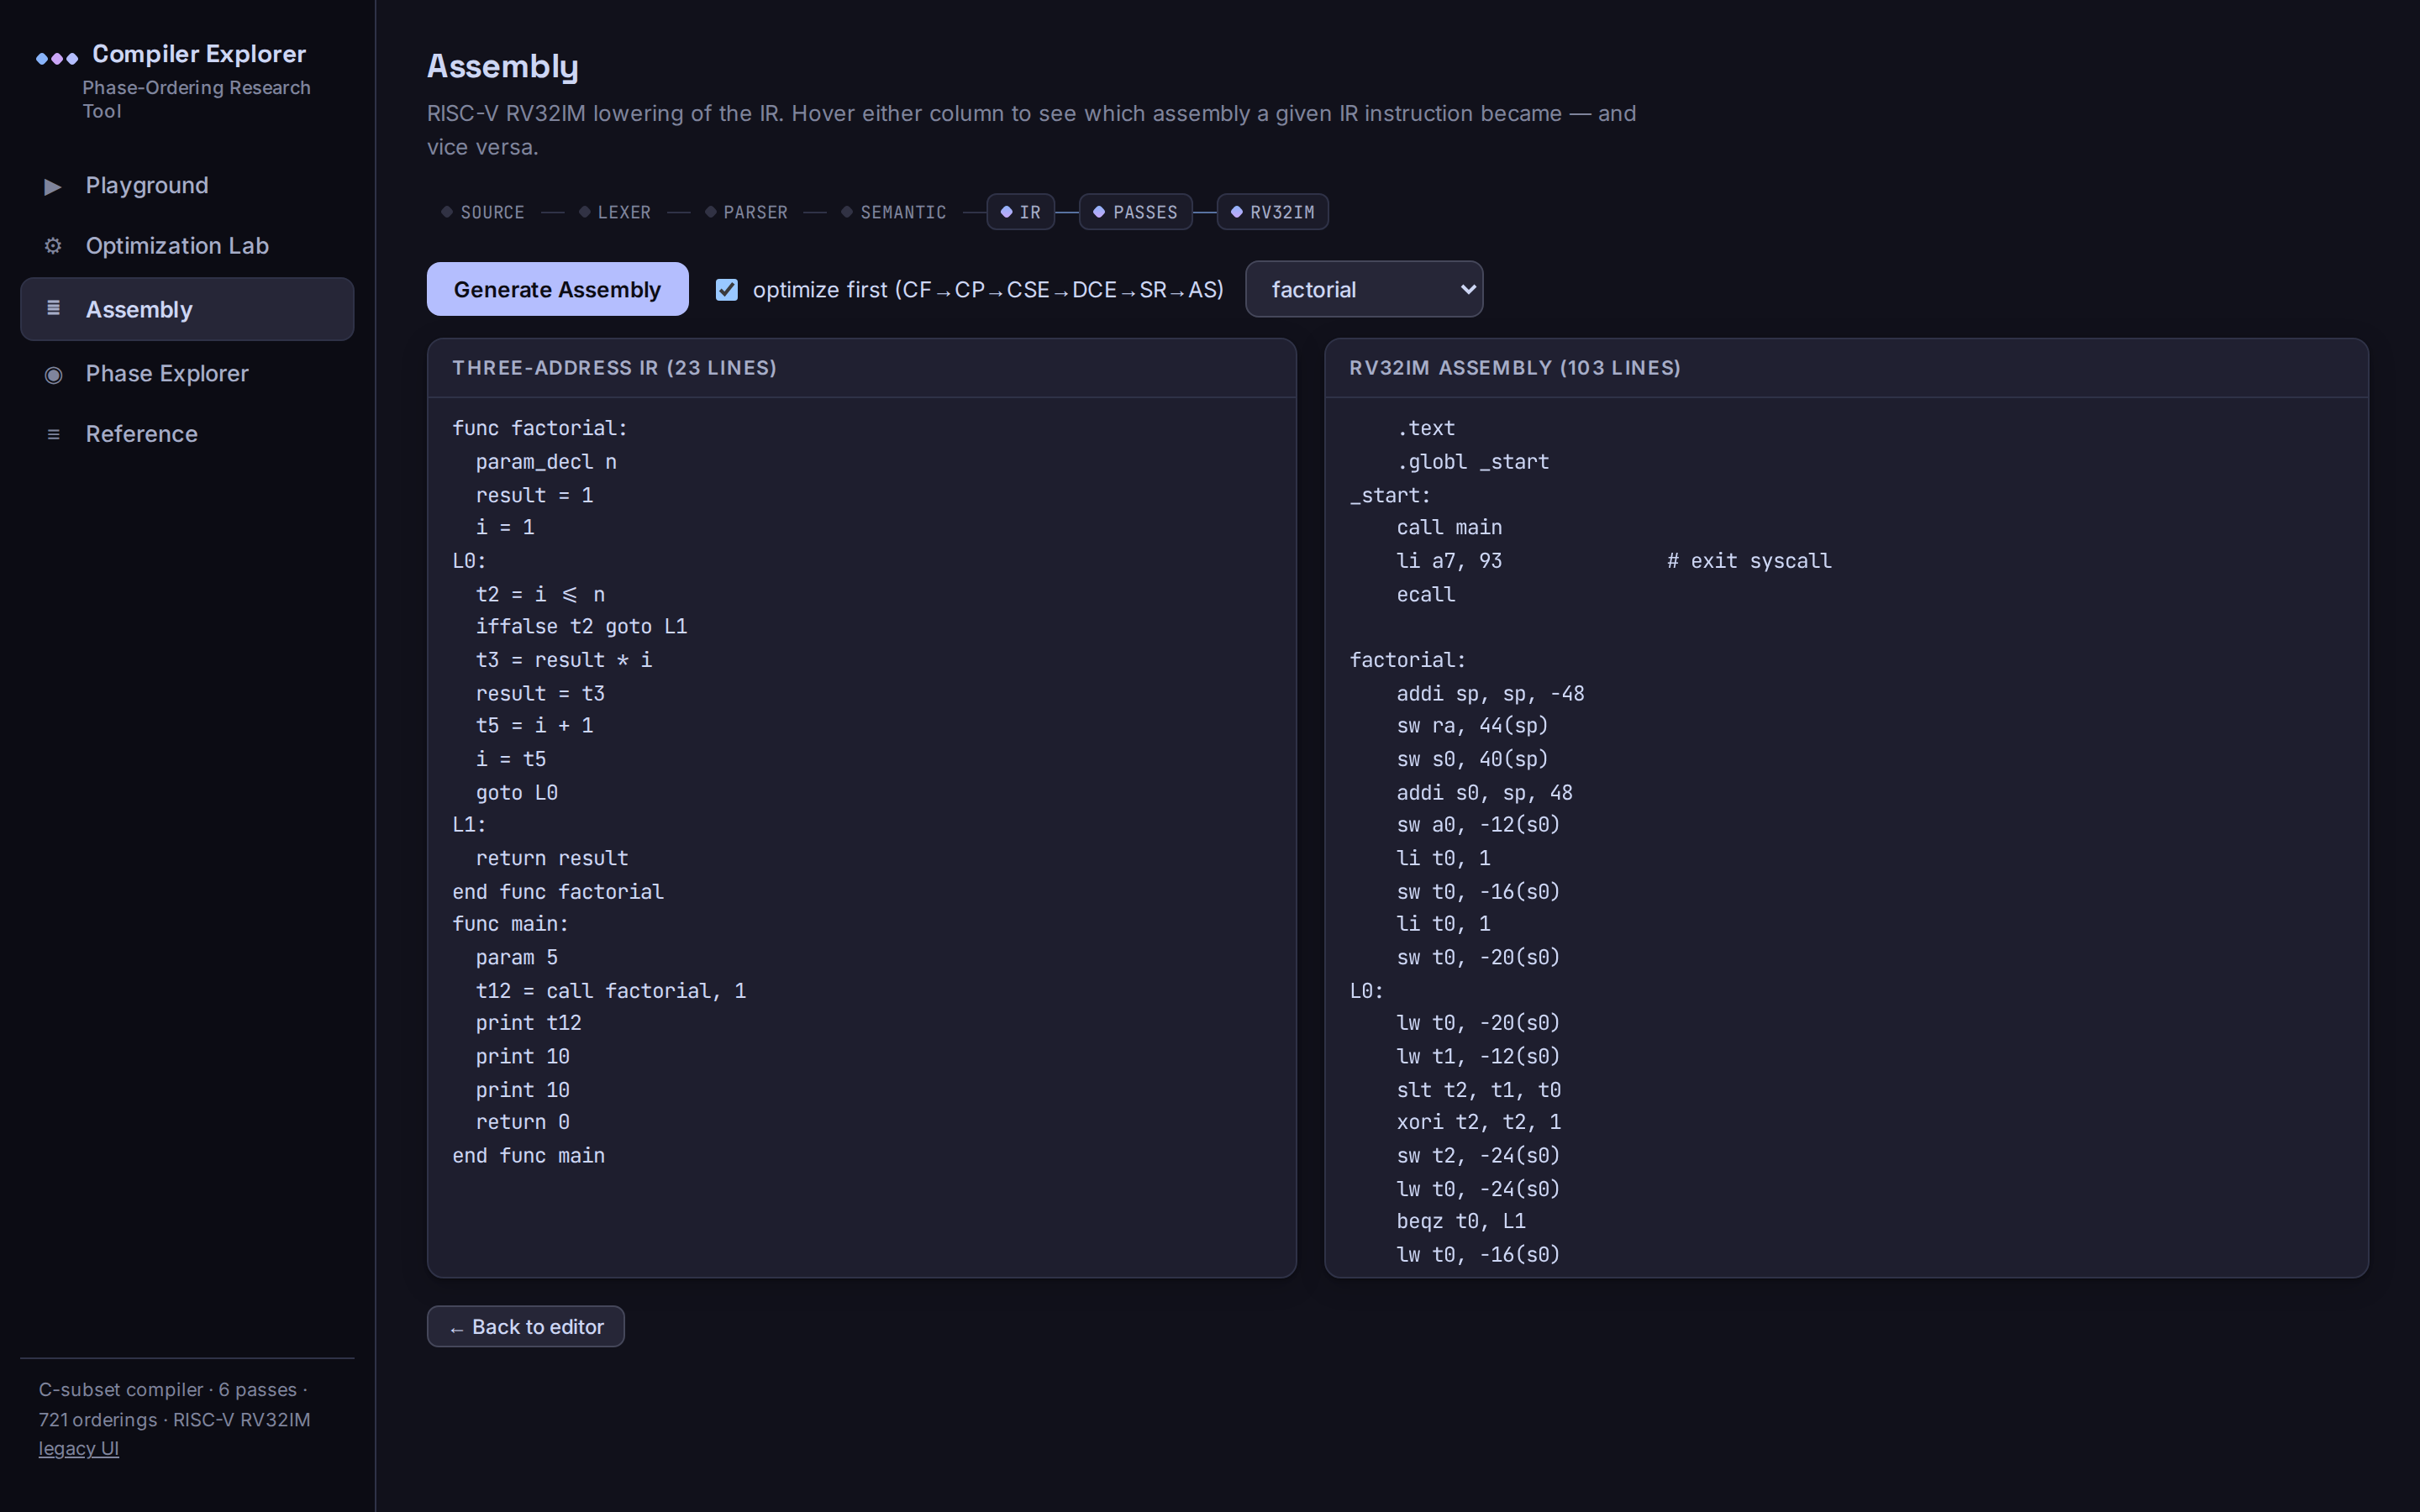 Compiler Explorer
Phase-Ordering Research
Tool
▶ Playground
⚙ Optimization Lab
≣ Assembly
◉ Phase Explorer
≡ Reference
C-subset compiler · 6 passes ·
721 orderings · RISC-V RV32IM
legacy UI
Assembly
RISC-V RV32IM lowering of the IR. Hover either column to see which assembly a given IR instruction became — and
vice versa.
SOURCE LEXER PARSER SEMANTIC IR PASSES RV32IM
Generate Assembly optimize first (CF→CP→CSE→DCE→SR→AS) factorial
THREE-ADDRESS IR (23 LINES)
func factorial:
  param_decl n
  result = 1
  i = 1
L0:
  t2 = i <= n
  iffalse t2 goto L1
  t3 = result * i
  result = t3
  t5 = i + 1
  i = t5
  goto L0
L1:
  return result
end func factorial
func main:
  param 5
  t12 = call factorial, 1
  print t12
  print 10
  print 10
  return 0
end func main
RV32IM ASSEMBLY (103 LINES)
    .text
    .globl _start
_start:
    call main
    li a7, 93              # exit syscall
    ecall
factorial:
    addi sp, sp, -48
    sw ra, 44(sp)
    sw s0, 40(sp)
    addi s0, sp, 48
    sw a0, -12(s0)
    li t0, 1
    sw t0, -16(s0)
    li t0, 1
    sw t0, -20(s0)
L0:
    lw t0, -20(s0)
    lw t1, -12(s0)
    slt t2, t1, t0
    xori t2, t2, 1
    sw t2, -24(s0)
    lw t0, -24(s0)
    beqz t0, L1
    lw t0, -16(s0)
← Back to editor